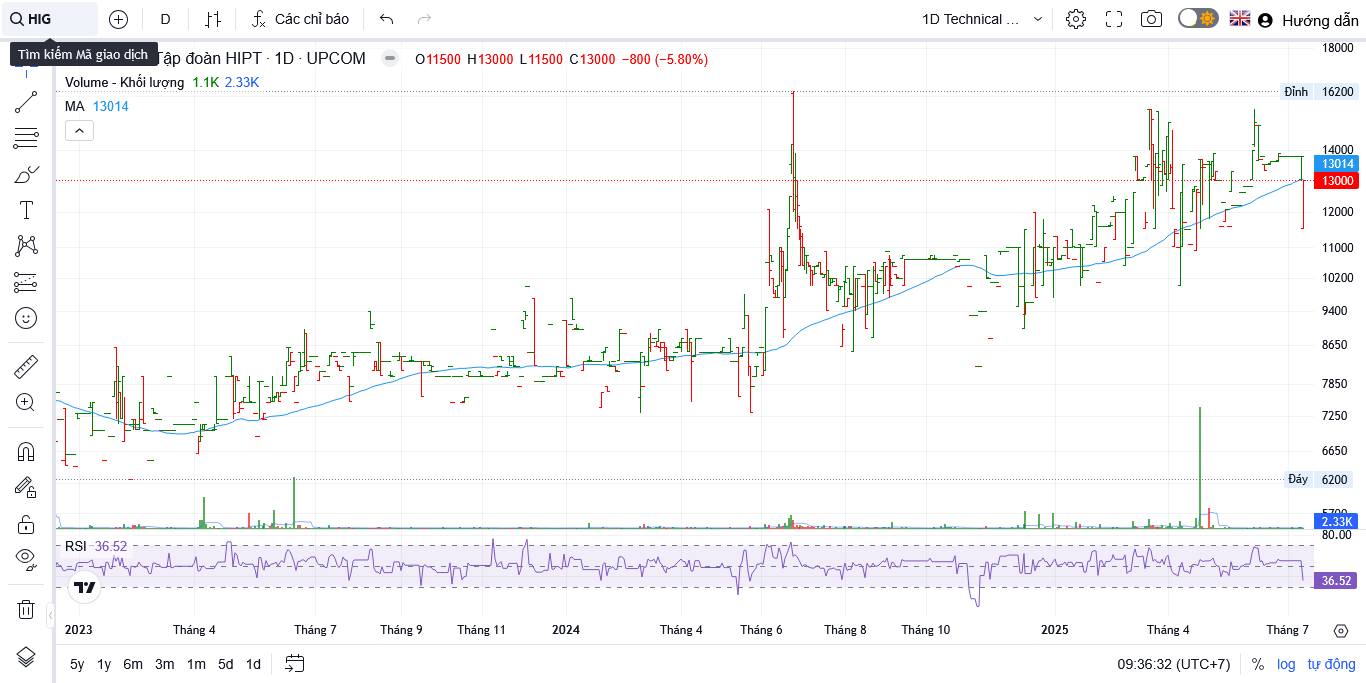 HIG
D
Các chỉ báo
1D Technical ...
Hướng dẫn
Tìm kiếm Mã giao dịch
Tập đoàn HIPT · 1D · UPCOM
O11500 H13000 L11500 C13000 −800 (−5.80%)
Volume - Khối lượng 1.1K 2.33K
MA 13014
18000
Đỉnh 16200
14000
13014
13000
12000
11000
10200
9400
8650
7850
7250
6650
Đáy 6200
2.33K
80.00
RSI 36.52
36.52
2023
Tháng 4
Tháng 7
Tháng 9
Tháng 11
2024
Tháng 4
Tháng 6
Tháng 8
Tháng 10
2025
Tháng 4
Tháng 7
5y 1y 6m 3m 1m 5d 1d
09:36:32 (UTC+7) % log tự động